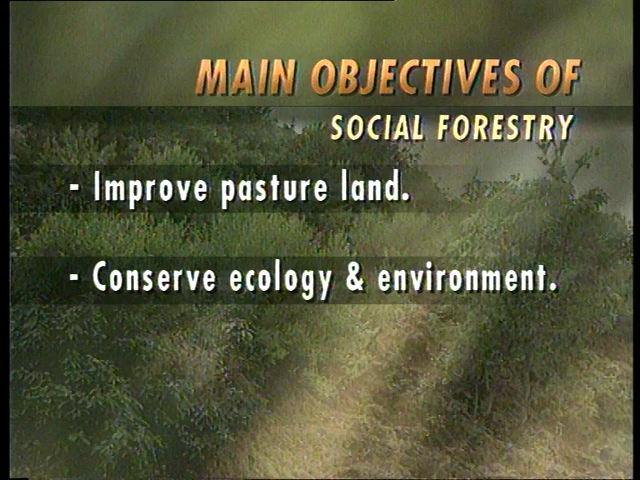 MAIN OBJECTIVES OF
SOCIAL FORESTRY
- Improve pasture land.
- Conserve ecology & environment.